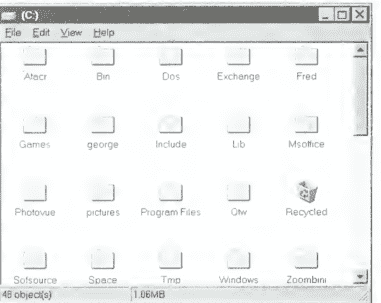 (C:)
File Edit View Help
Atacr Bin Dos Exchange Fred
Games george Include Lib Msoffice
Photovue pictures Program Files Qtw Recycled
Sofsource Space Tmp Windows Zoombini
48 object(s) 1.06MB